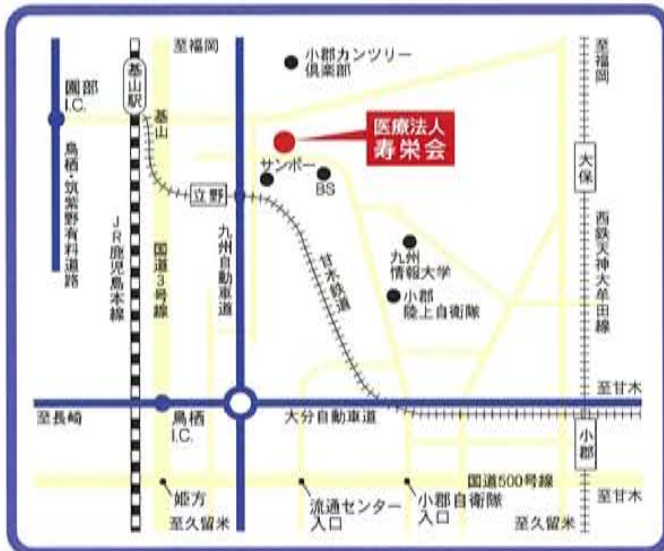 至福岡
小郡カンツリー
倶楽部
至福岡
園部
I.C.
基山駅
基山
医療法人
寿栄会
サンポー
BS
大保
立野
鳥栖・筑紫野有料道路
JR鹿児島本線
国道3号線
九州自動車道
甘木鉄道
九州
情報大学
小郡
陸上自衛隊
西鉄天神大牟田線
至甘木
至長崎
鳥栖
I.C.
大分自動車道
小郡
国道500号線
姫方
流通センター
入口
小郡自衛隊
入口
至甘木
至久留米
至久留米